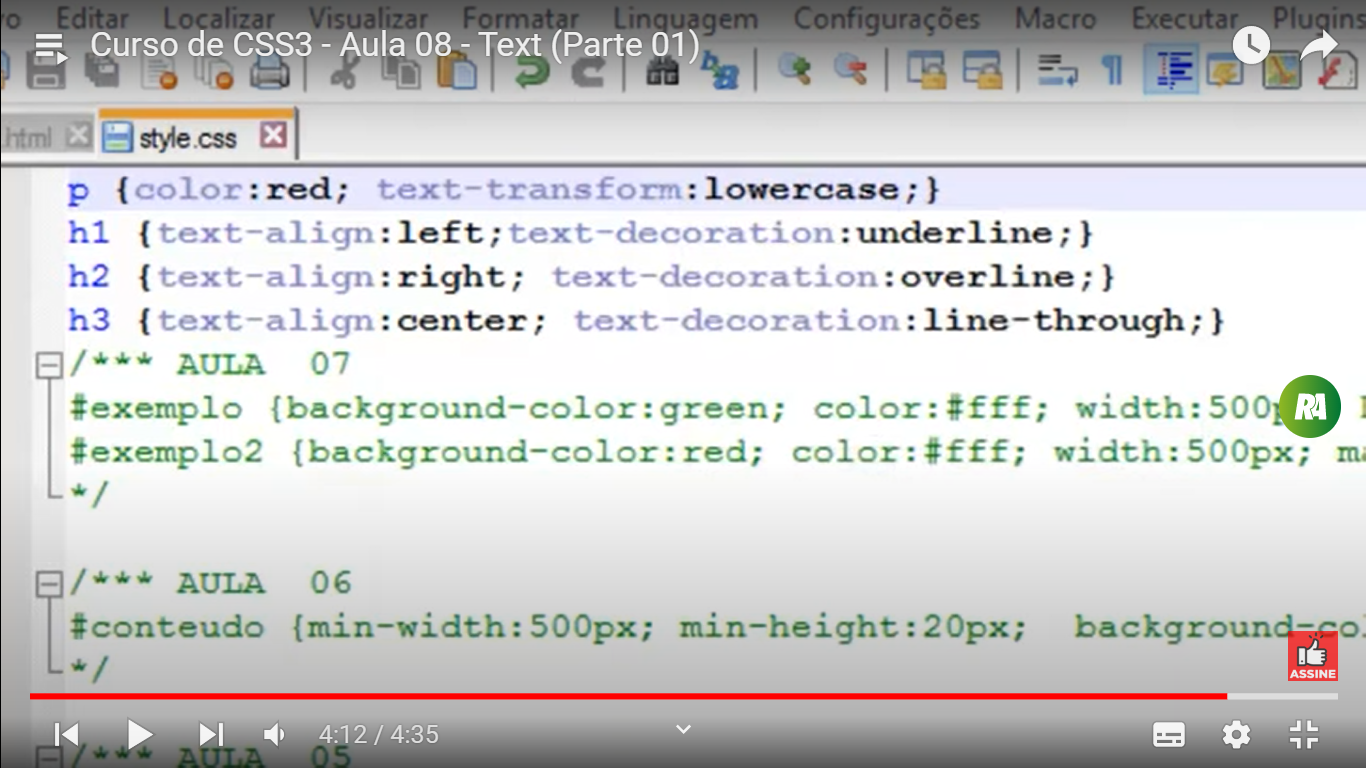 Editar Localizar Visualizar Formatar Linguagem Configurações Macro Executar Plugins
Curso de CSS3 - Aula 08 - Text (Parte 01)
.html style.css
p {color:red; text-transform:lowercase;}
h1 {text-align:left;text-decoration:underline;}
h2 {text-align:right; text-decoration:overline;}
h3 {text-align:center; text-decoration:line-through;}
/*** AULA  07
#exemplo {background-color:green; color:#fff; width:500p
RA
#exemplo2 {background-color:red; color:#fff; width:500px; ma
*/
/*** AULA  06
#conteudo {min-width:500px; min-height:20px;  background-co
*/
ASSINE
4:12 / 4:35
/*** AULA  05